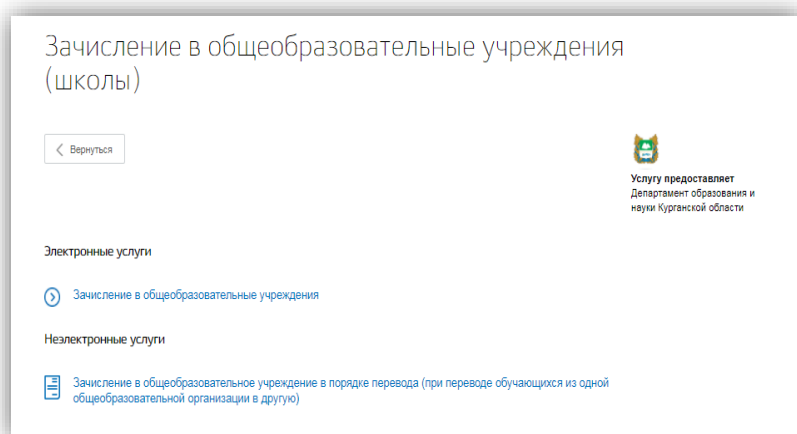 Зачисление в общеобразовательные учреждения
(школы)
Вернуться
Услугу предоставляет
Департамент образования и
науки Курганской области
Электронные услуги
Зачисление в общеобразовательные учреждения
Неэлектронные услуги
Зачисление в общеобразовательное учреждение в порядке перевода (при переводе обучающихся из одной
общеобразовательной организации в другую)